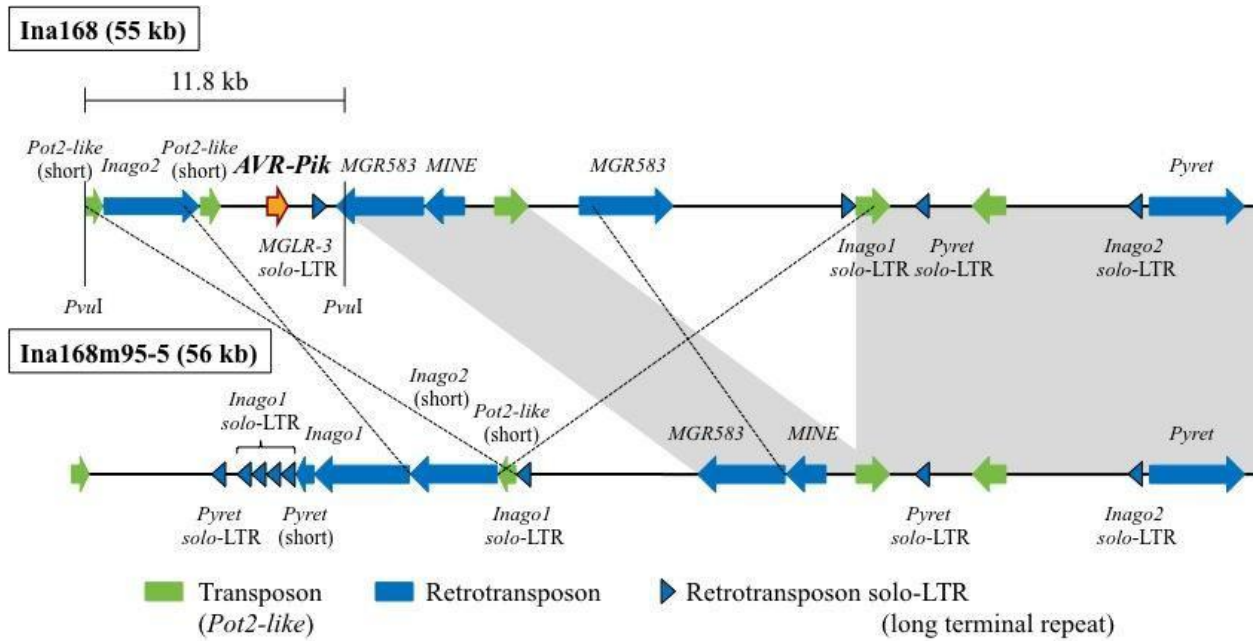 Ina168 (55 kb)
11.8 kb
Pot2-like
(short)
Inago2
Pot2-like
(short)
AVR-Pik
MGR583
MINE
MGR583
Pyret
MGLR-3
solo-LTR
Inago1
solo-LTR
Pyret
solo-LTR
Inago2
solo-LTR
PvuI
PvuI
Ina168m95-5 (56 kb)
Inago1
solo-LTR
Inago1
Inago2
(short)
Pot2-like
(short)
MGR583
MINE
Pyret
Pyret
solo-LTR
Pyret
(short)
Inago1
solo-LTR
Pyret
solo-LTR
Inago2
solo-LTR
Transposon
(Pot2-like)
Retrotransposon
Retrotransposon solo-LTR
(long terminal repeat)